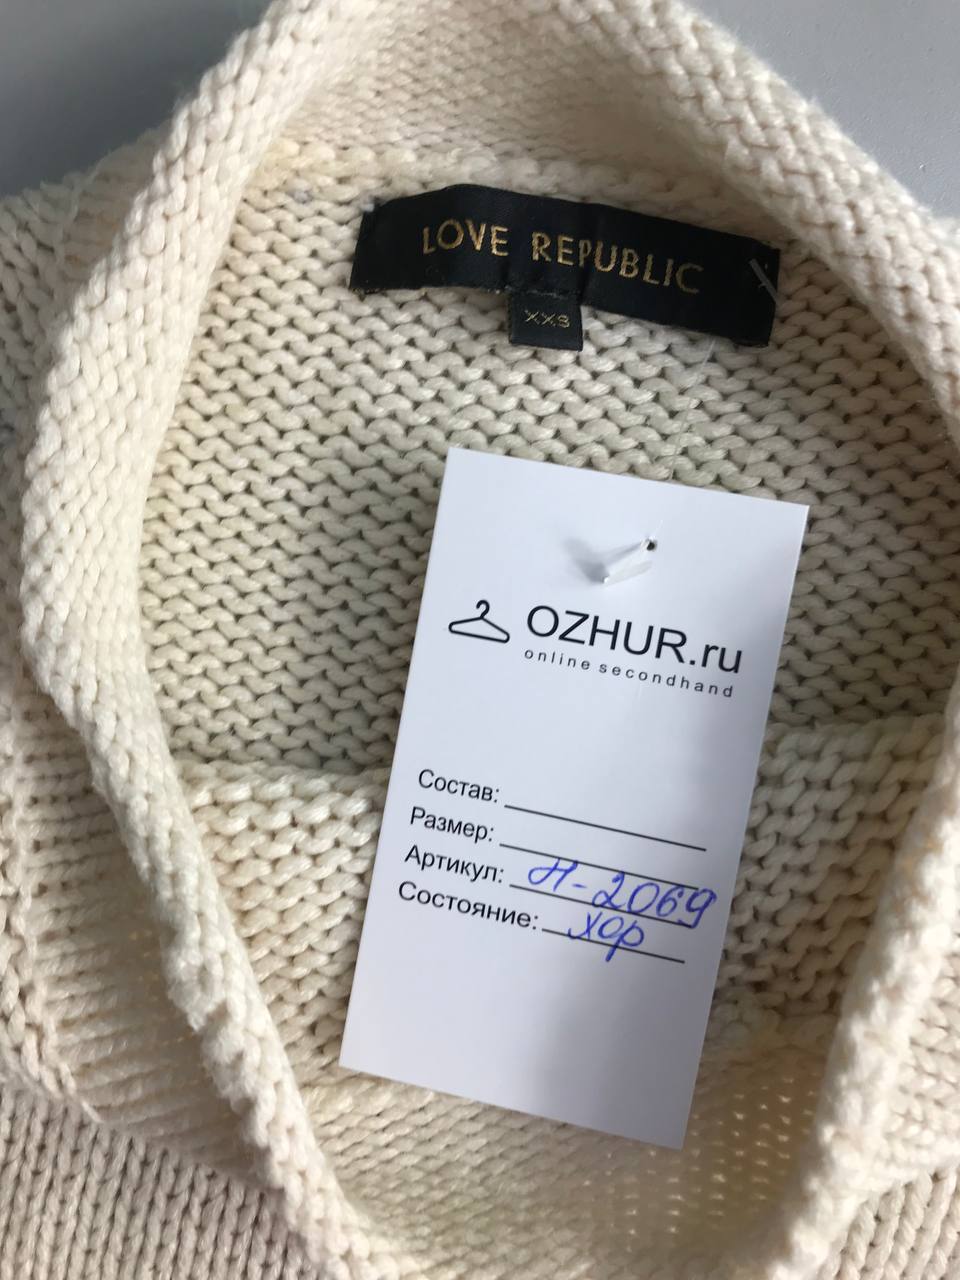 LOVE REPUBLIC
XXS
OZHUR.ru
online secondhand
Состав:
Размер:
Артикул: Н-2069
Состояние: хор